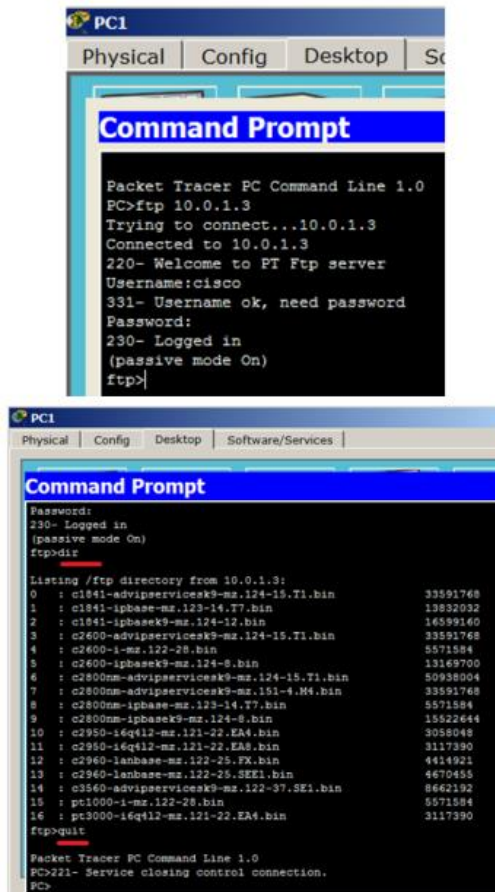 PC1
Physical Config Desktop
Command Prompt
Packet Tracer PC Command Line 1.0
PC>ftp 10.0.1.3
Trying to connect...10.0.1.3
Connected to 10.0.1.3
220- Welcome to PT Ftp server
Username:cisco
331- Username ok, need password
Password:
230- Logged in
(passive mode On)
ftp>
PC1
Physical Config Desktop Software/Services
Command Prompt
Password:
230- Logged in
(passive mode On)
ftp>dir
Listing /ftp directory from 10.0.1.3:
0 : c1841-advipservicesk9-mz.124-15.T1.bin 33591768
1 : c1841-ipbase-mz.123-14.T7.bin 13832032
2 : c1841-ipbasek9-mz.124-12.bin 16599160
3 : c2600-advipservicesk9-mz.124-15.T1.bin 33591768
4 : c2600-i-mz.122-28.bin 5571584
5 : c2600-ipbasek9-mz.124-8.bin 13169700
6 : c2800nm-advipservicesk9-mz.124-15.T1.bin 50938004
7 : c2800nm-advipservicesk9-mz.151-4.M4.bin 33591768
8 : c2800nm-ipbase-mz.123-14.T7.bin 5571584
9 : c2800nm-ipbasek9-mz.124-8.bin 15522644
10 : c2950-i6q4l2-mz.121-22.EA4.bin 3058048
11 : c2950-i6q4l2-mz.121-22.EA8.bin 3117390
12 : c2960-lanbase-mz.122-25.FX.bin 4414921
13 : c2960-lanbase-mz.122-25.SEE1.bin 4670455
14 : c3560-advipservicesk9-mz.122-37.SE1.bin 8662192
15 : pt1000-i-mz.122-28.bin 5571584
16 : pt3000-i6q4l2-mz.121-22.EA4.bin 3117390
ftp>quit
Packet Tracer PC Command Line 1.0
PC>221- Service closing control connection.
PC>